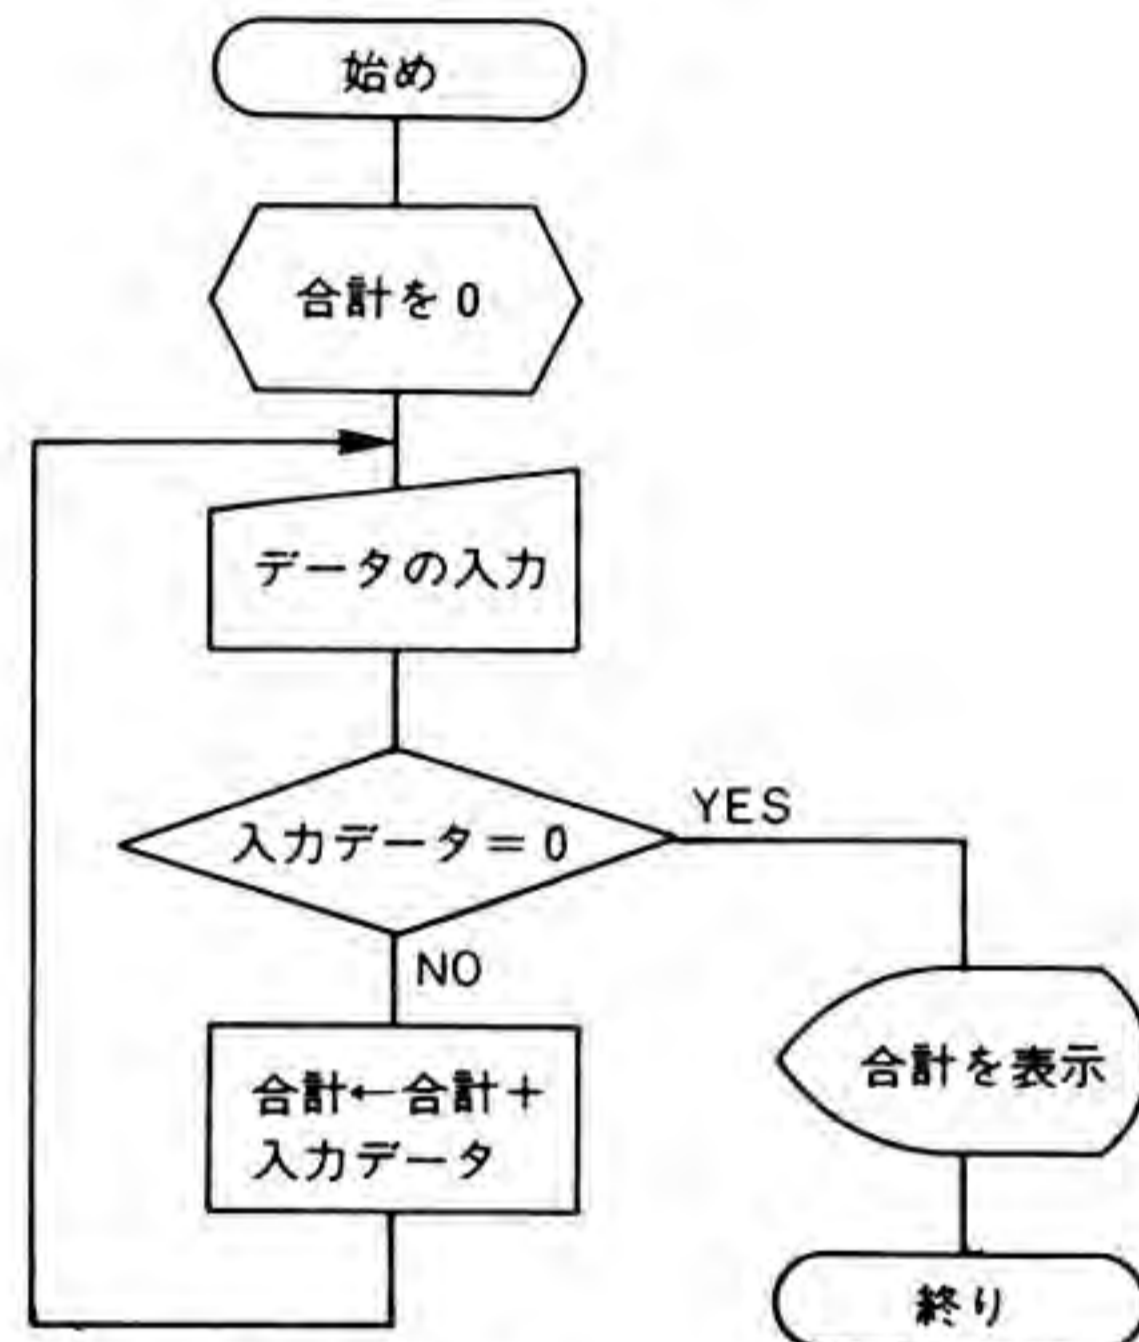 始め
合計を 0
データの入力
入力データ = 0
YES
NO
合計←合計+
入力データ
合計を表示
終り